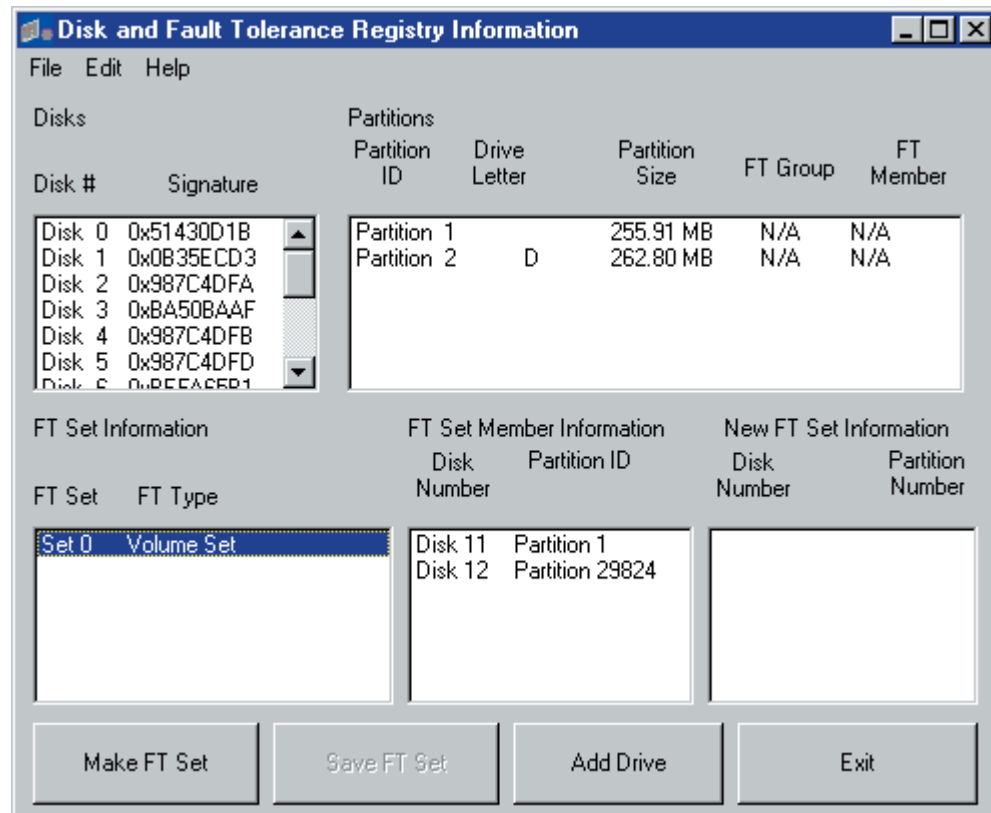 Disk and Fault Tolerance Registry Information
File Edit Help
Disks
Disk # Signature
Disk 0 0x51430D1B
Disk 1 0x0B35ECD3
Disk 2 0x987C4DFA
Disk 3 0xBA50BAAF
Disk 4 0x987C4DFB
Disk 5 0x987C4DFD
Disk 6
Partitions
Partition ID Drive Letter Partition Size FT Group FT Member
Partition 1 255.91 MB N/A N/A
Partition 2 D 262.80 MB N/A N/A
FT Set Information
FT Set FT Type
Set 0 Volume Set
FT Set Member Information
Disk Number Partition ID
Disk 11 Partition 1
Disk 12 Partition 29824
New FT Set Information
Disk Number Partition Number
Make FT Set Save FT Set Add Drive Exit